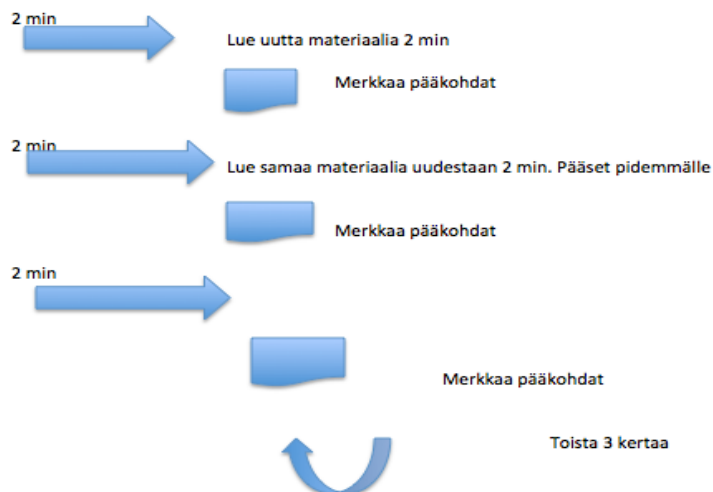 2 min
Lue uutta materiaalia 2 min
Merkkaa pääkohdat
2 min
Lue samaa materiaalia uudestaan 2 min. Pääset pidemmälle
Merkkaa pääkohdat
2 min
Merkkaa pääkohdat
Toista 3 kertaa